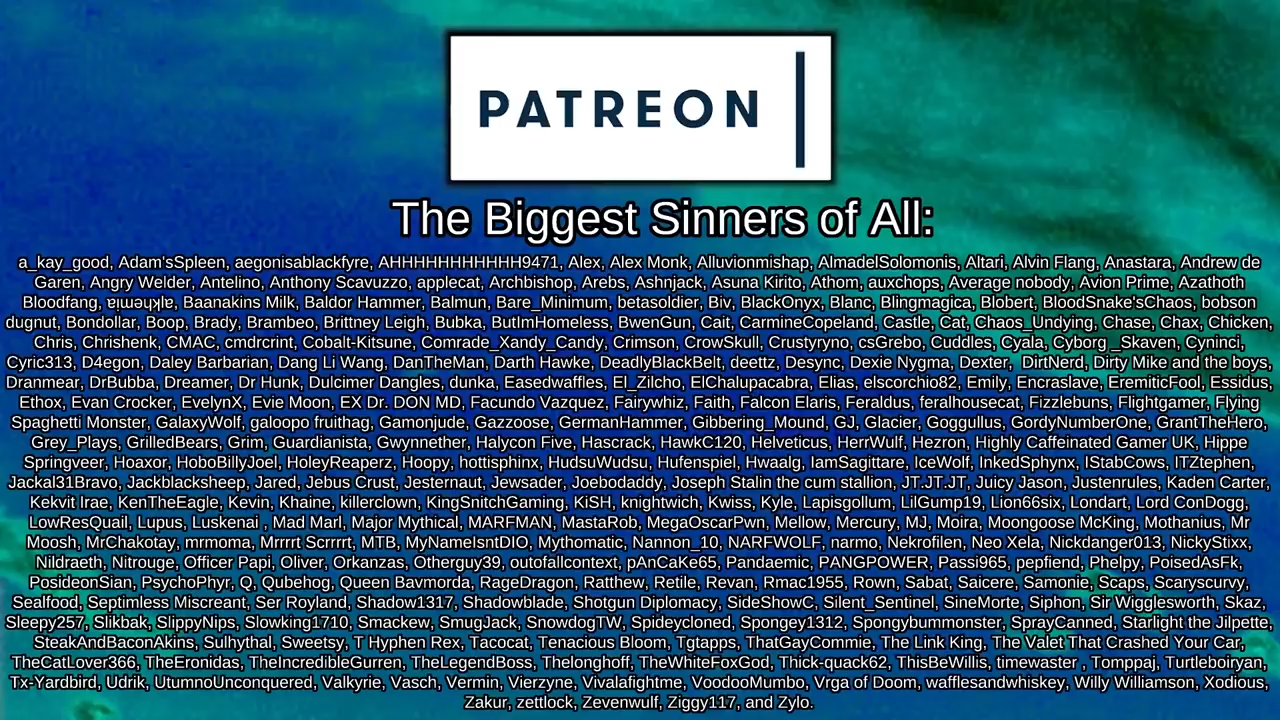 PATREON
The Biggest Sinners of All:
a_kay_good, Adam'sSpleen, aegonisablackfyre, AHHHHHHHHHHH9471, Alex, Alex Monk, Alluvionmishap, AlmadelSolomonis, Altari, Alvin Flang, Anastara, Andrew de
Garen, Angry Welder, Antelino, Anthony Scavuzzo, applecat, Archbishop, Arebs, Ashnjack, Asuna Kirito, Athom, auxchops, Average nobody, Avion Prime, Azathoth
Bloodfang, Baanakins Milk, Baldor Hammer, Balmun, Bare_Minimum, betasoldier, Biv, BlackOnyx, Blanc, Blingmagica, Blobert, BloodSnake'sChaos, bobson
dugnut, Bondollar, Boop, Brady, Brambeo, Brittney Leigh, Bubka, ButImHomeless, BwenGun, Cait, CarmineCopeland, Castle, Cat, Chaos_Undying, Chase, Chax, Chicken,
Chris, Chrishenk, CMAC, cmdrcrint, Cobalt-Kitsune, Comrade_Xandy_Candy, Crimson, CrowSkull, Crustyryno, csGrebo, Cuddles, Cyala, Cyborg _Skaven, Cyninci,
Cyric313, D4egon, Daley Barbarian, Dang Li Wang, DanTheMan, Darth Hawke, DeadlyBlackBelt, deettz, Desync, Dexie Nygma, Dexter, DirtNerd, Dirty Mike and the boys,
Dranmear, DrBubba, Dreamer, Dr Hunk, Dulcimer Dangles, dunka, Easedwaffles, El_Zilcho, ElChalupacabra, Elias, elscorchio82, Emily, Encraslave, EremiticFool, Essidus,
Ethox, Evan Crocker, EvelynX, Evie Moon, EX Dr. DON MD, Facundo Vazquez, Fairywhiz, Faith, Falcon Elaris, Feraldus, feralhousecat, Fizzlebuns, Flightgamer, Flying
Spaghetti Monster, GalaxyWolf, galoopo fruithag, Gamonjude, Gazzoose, GermanHammer, Gibbering_Mound, GJ, Glacier, Goggullus, GordyNumberOne, GrantTheHero,
Grey_Plays, GrilledBears, Grim, Guardianista, Gwynnether, Halycon Five, Hascrack, HawkC120, Helveticus, HerrWulf, Hezron, Highly Caffeinated Gamer UK, Hippe
Springveer, Hoaxor, HoboBillyJoel, HoleyReaperz, Hoopy, hottisphinx, HudsuWudsu, Hufenspiel, Hwaalg, IamSagittare, IceWolf, InkedSphynx, IStabCows, ITZtephen,
Jackal31Bravo, Jackblacksheep, Jared, Jebus Crust, Jesternaut, Jewsader, Joebodaddy, Joseph Stalin the cum stallion, JT.JT.JT, Juicy Jason, Justenrules, Kaden Carter,
Kekvit Irae, KenTheEagle, Kevin, Khaine, killerclown, KingSnitchGaming, KiSH, knightwich, Kwiss, Kyle, Lapisgollum, LilGump19, Lion66six, Londart, Lord ConDogg,
LowResQuail, Lupus, Luskenai , Mad Marl, Major Mythical, MARFMAN, MastaRob, MegaOscarPwn, Mellow, Mercury, MJ, Moira, Moongoose McKing, Mothanius, Mr
Moosh, MrChakotay, mrmoma, Mrrrrt Scrrrrt, MTB, MyNameIsntDIO, Mythomatic, Nannon_10, NARFWOLF, narmo, Nekrofilen, Neo Xela, Nickdanger013, NickyStixx,
Nildraeth, Nitrouge, Officer Papi, Oliver, Orkanzas, Otherguy39, outofallcontext, pAnCaKe65, Pandaemic, PANGPOWER, Passi965, pepfiend, Phelpy, PoisedAsFk,
PosideonSian, PsychoPhyr, Q, Qubehog, Queen Bavmorda, RageDragon, Ratthew, Retile, Revan, Rmac1955, Rown, Sabat, Saicere, Samonie, Scaps, Scaryscurvy,
Sealfood, Septimless Miscreant, Ser Royland, Shadow1317, Shadowblade, Shotgun Diplomacy, SideShowC, Silent_Sentinel, SineMorte, Siphon, Sir Wigglesworth, Skaz,
Sleepy257, Slikbak, SlippyNips, Slowking1710, Smackew, SmugJack, SnowdogTW, Spideycloned, Spongey1312, Spongybummonster, SprayCanned, Starlight the Jilpette,
SteakAndBaconAkins, Sulhythal, Sweetsy, T Hyphen Rex, Tacocat, Tenacious Bloom, Tgtapps, ThatGayCommie, The Link King, The Valet That Crashed Your Car,
TheCatLover366, TheEronidas, TheIncredibleGurren, TheLegendBoss, Thelonghoff, TheWhiteFoxGod, Thick-quack62, ThisBeWillis, timewaster , Tomppaj, Turtleboiryan,
Tx-Yardbird, Udrik, UtumnoUnconquered, Valkyrie, Vasch, Vermin, Vierzyne, Vivalafightme, VoodooMumbo, Vrga of Doom, wafflesandwhiskey, Willy Williamson, Xodious,
Zakur, zettlock, Zevenwulf, Ziggy117, and Zylo.